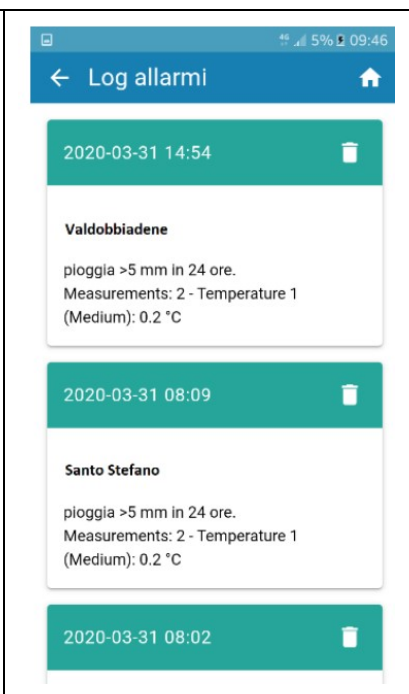 4G 5% 09:46
Log allarmi
2020-03-31 14:54
Valdobbiadene
pioggia >5 mm in 24 ore.
Measurements: 2 - Temperature 1
(Medium): 0.2 °C
2020-03-31 08:09
Santo Stefano
pioggia >5 mm in 24 ore.
Measurements: 2 - Temperature 1
(Medium): 0.2 °C
2020-03-31 08:02